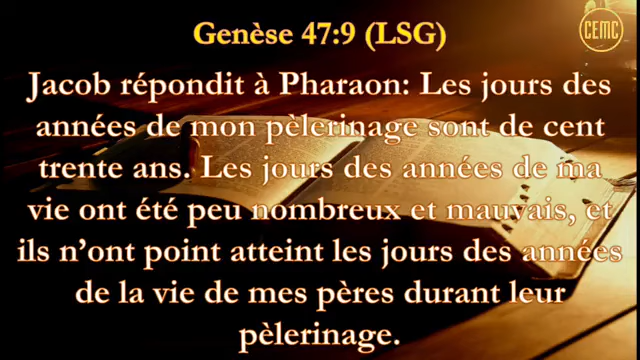 Genèse 47:9 (LSG)
CEMC
Jacob répondit à Pharaon: Les jours des
années de mon pèlerinage sont de cent
trente ans. Les jours des années de ma
vie ont été peu nombreux et mauvais, et
ils n’ont point atteint les jours des années
de la vie de mes pères durant leur
pèlerinage.